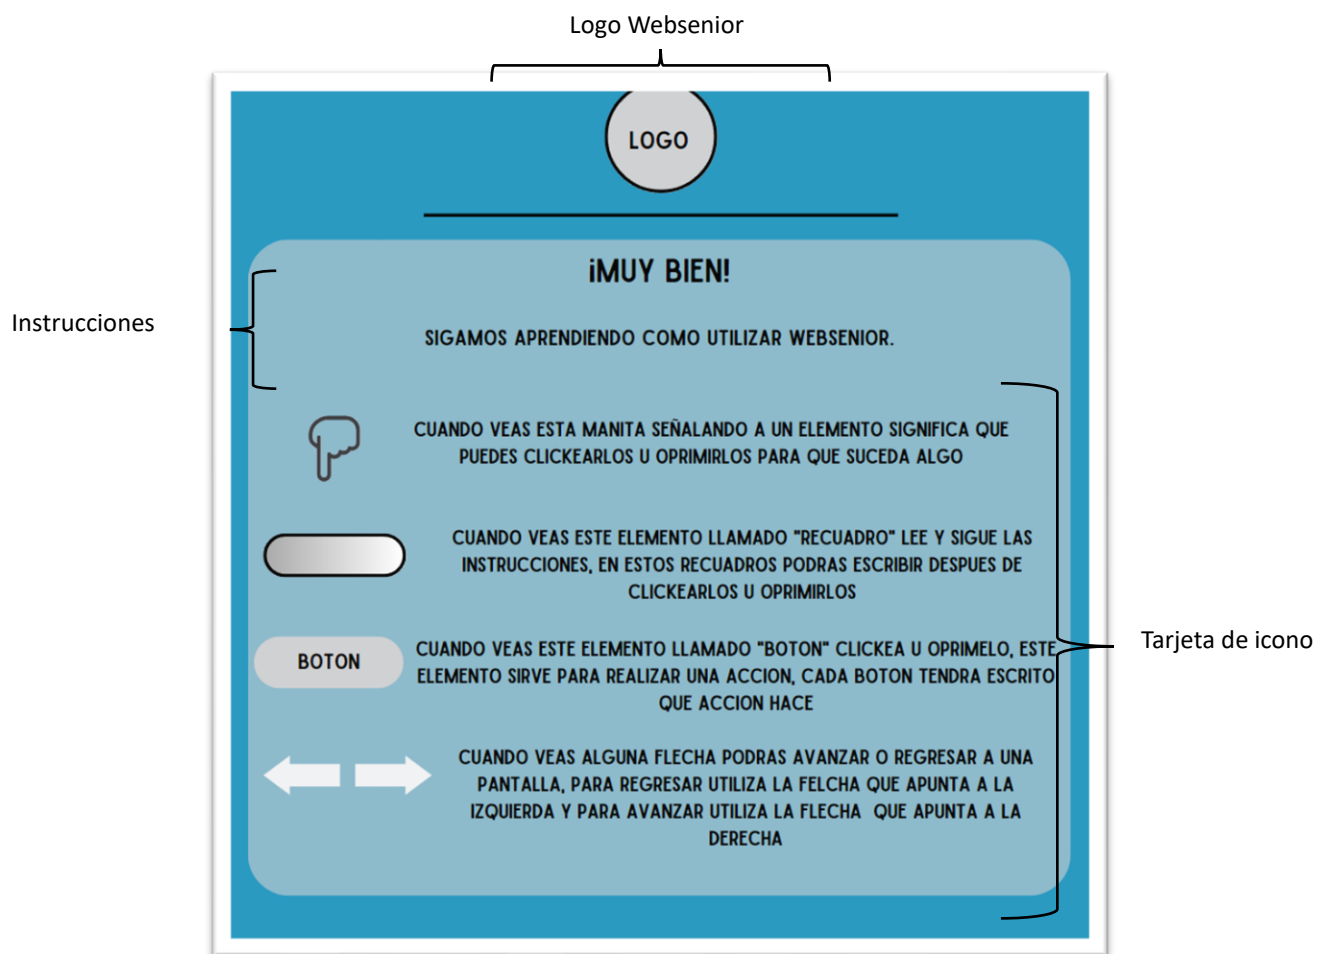 Logo Websenior
LOGO
¡MUY BIEN!
Instrucciones
SIGAMOS APRENDIENDO COMO UTILIZAR WEBSENIOR.
CUANDO VEAS ESTA MANITA SEÑALANDO A UN ELEMENTO SIGNIFICA QUE
PUEDES CLICKEARLOS U OPRIMIRLOS PARA QUE SUCEDA ALGO
CUANDO VEAS ESTE ELEMENTO LLAMADO "RECUADRO" LEE Y SIGUE LAS
INSTRUCCIONES, EN ESTOS RECUADROS PODRAS ESCRIBIR DESPUES DE
CLICKEARLOS U OPRIMIRLOS
BOTON
CUANDO VEAS ESTE ELEMENTO LLAMADO "BOTON" CLICKEA U OPRIMELO, ESTE
ELEMENTO SIRVE PARA REALIZAR UNA ACCION, CADA BOTON TENDRA ESCRITO
QUE ACCION HACE
Tarjeta de icono
CUANDO VEAS ALGUNA FLECHA PODRAS AVANZAR O REGRESAR A UNA
PANTALLA, PARA REGRESAR UTILIZA LA FELCHA QUE APUNTA A LA
IZQUIERDA Y PARA AVANZAR UTILIZA LA FLECHA QUE APUNTA A LA
DERECHA